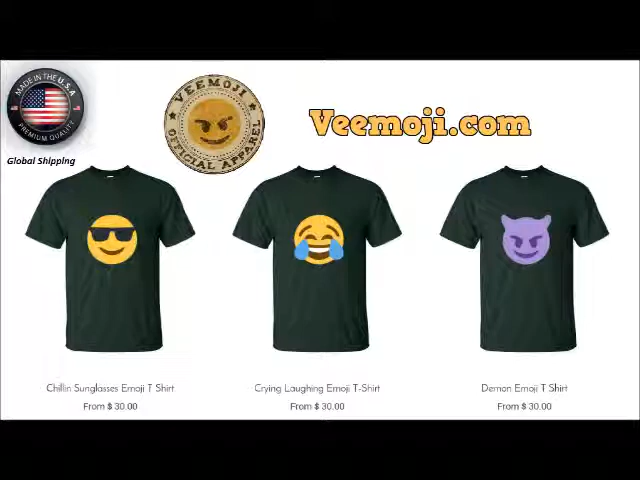 MADE IN THE U.S.A
PREMIUM QUALITY
Global Shipping
VEEMOJI
OFFICIAL APPAREL
Veemoji.com
Chillin Sunglasses Emoji T Shirt
From $ 30.00
Crying Laughing Emoji T-Shirt
From $ 30.00
Demon Emoji T Shirt
From $ 30.00